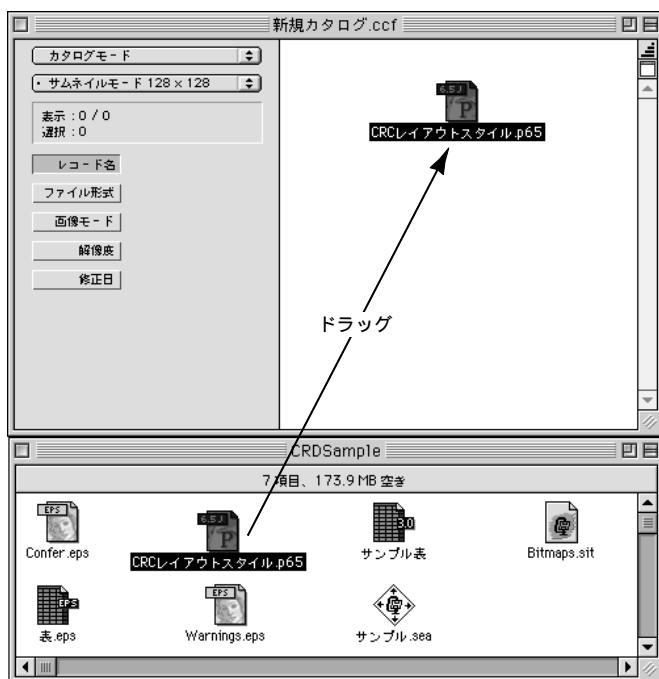 新規カタログ.ccf
カタログモード
・サムネイルモード 128 × 128
表示 : 0 / 0
選択 : 0
レコード名
ファイル形式
画像モード
解像度
修正日
6.5J
P
CRCレイアウトスタイル.p65
ドラッグ
CRDSample
7 項目、173.9 MB 空き
EPS
Confer.eps
6.5J
P
CRCレイアウトスタイル.p65
3.0
サンプル表
Bitmaps.sit
EPS
表.eps
EPS
Warnings.eps
サンプル.sea